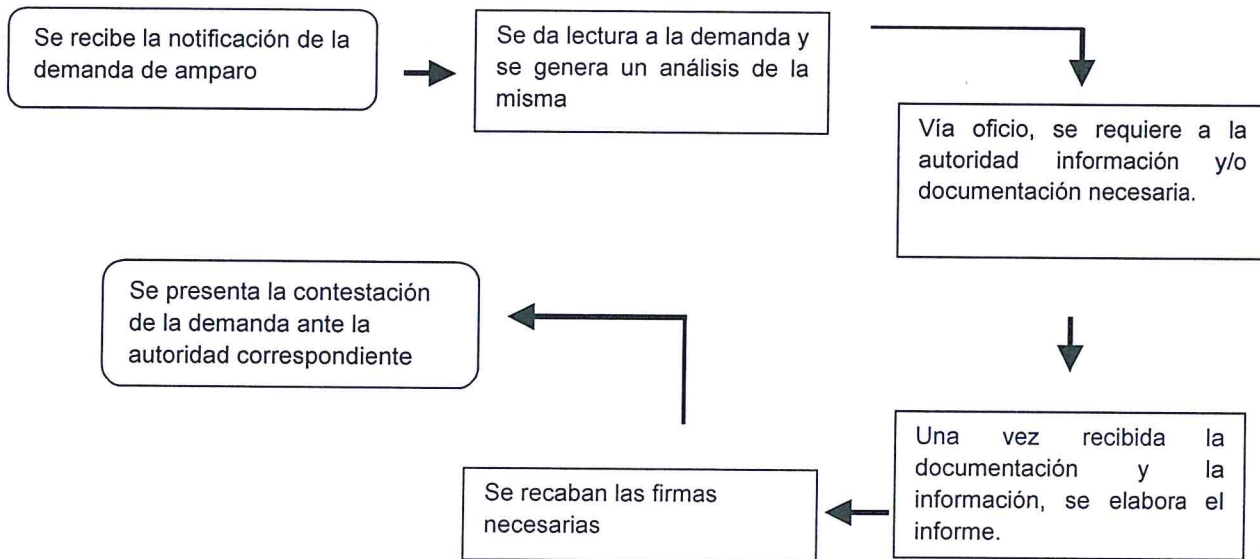 Se recibe la notificación de la
demanda de amparo
Se da lectura a la demanda y
se genera un análisis de la
misma
Vía oficio, se requiere a la
autoridad información y/o
documentación necesaria.
Una vez recibida la
documentación y la
información, se elabora el
informe.
Se recaban las firmas
necesarias
Se presenta la contestación
de la demanda ante la
autoridad correspondiente